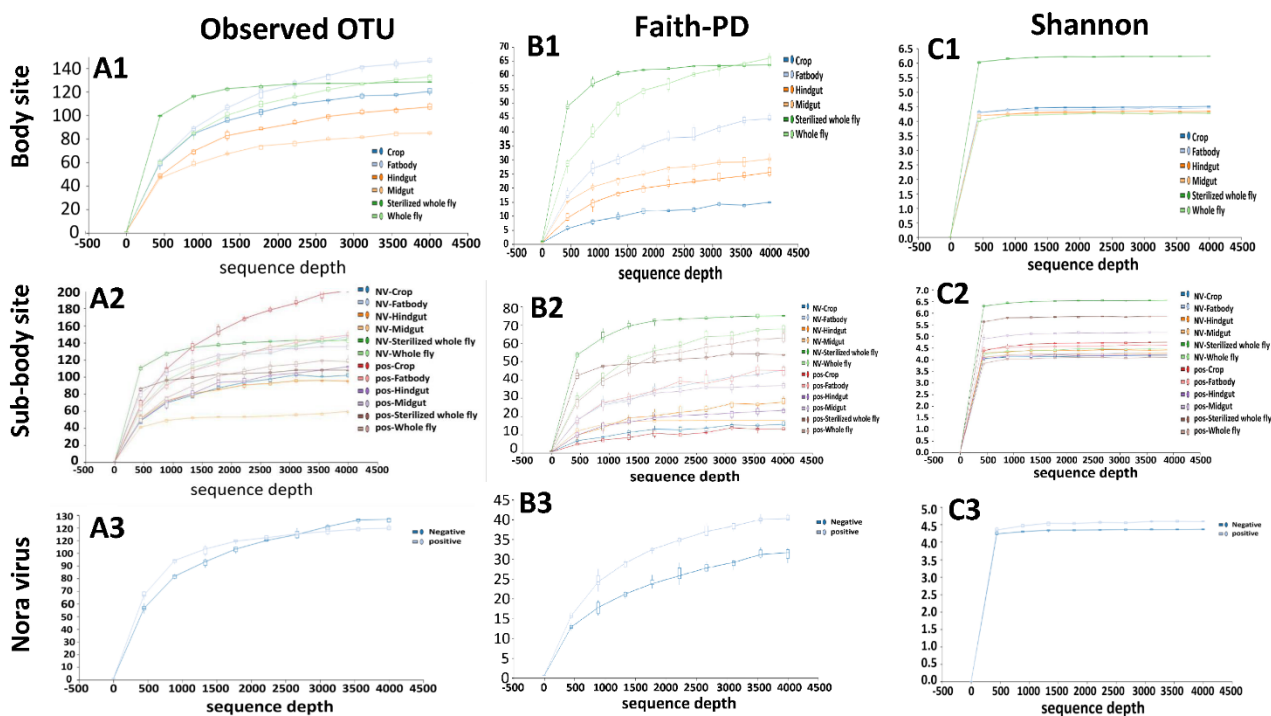 Observed OTU
Faith-PD
Shannon
Body site
A1
140
120
100
80
60
40
20
0
-500 0 500 1000 1500 2000 2500 3000 3500 4000 4500
sequence depth
Crop
Fatbody
Hindgut
Midgut
Sterilized whole fly
Whole fly
B1
70
65
60
55
50
45
40
35
30
25
20
15
10
5
0
-500 0 500 1000 1500 2000 2500 3000 3500 4000 4500
sequence depth
Crop
Fatbody
Hindgut
Midgut
Sterilized whole fly
Whole fly
C1
6.5
6.0
5.5
5.0
4.5
4.0
3.5
3.0
2.5
2.0
1.5
1.0
0.5
0.0
-500 0 500 1000 1500 2000 2500 3000 3500 4000 4500
sequence depth
Crop
Fatbody
Hindgut
Midgut
Sterilized whole fly
Whole fly
Sub-body site
A2
200
180
160
140
120
100
80
60
40
20
0
-500 0 500 1000 1500 2000 2500 3000 3500 4000 4500
sequence depth
NV-Crop
NV-Fatbody
NV-Hindgut
NV-Midgut
NV-Sterilized whole fly
NV-Whole fly
pos-Crop
pos-Fatbody
pos-Hindgut
pos-Midgut
pos-Sterilized whole fly
pos-Whole fly
B2
80
70
60
50
40
30
20
10
0
-500 0 500 1000 1500 2000 2500 3000 3500 4000 4500
sequence depth
NV-Crop
NV-Fatbody
NV-Hindgut
NV-Midgut
NV-Sterilized whole fly
NV-Whole fly
pos-Crop
pos-Fatbody
pos-Hindgut
pos-Midgut
pos-Sterilized whole fly
pos-Whole fly
C2
7.0
6.5
6.0
5.5
5.0
4.5
4.0
3.5
3.0
2.5
2.0
1.5
1.0
0.5
0.0
-500 0 500 1000 1500 2000 2500 3000 3500 4000 4500
sequence depth
NV-Crop
NV-Fatbody
NV-Hindgut
NV-Midgut
NV-Sterilized whole fly
NV-Whole fly
pos-Crop
pos-Fatbody
pos-Hindgut
pos-Midgut
pos-Sterilized whole fly
pos-Whole fly
Nora virus
A3
130
120
110
100
90
80
70
60
50
40
30
20
10
0
-500 0 500 1000 1500 2000 2500 3000 3500 4000 4500
sequence depth
Negative
positive
B3
45
40
35
30
25
20
15
10
5
0
-500 0 500 1000 1500 2000 2500 3000 3500 4000 4500
sequence depth
Negative
positive
C3
5.0
4.5
4.0
3.5
3.0
2.5
2.0
1.5
1.0
0.5
0.0
-500 0 500 1000 1500 2000 2500 3000 3500 4000 4500
sequence depth
Negative
positive